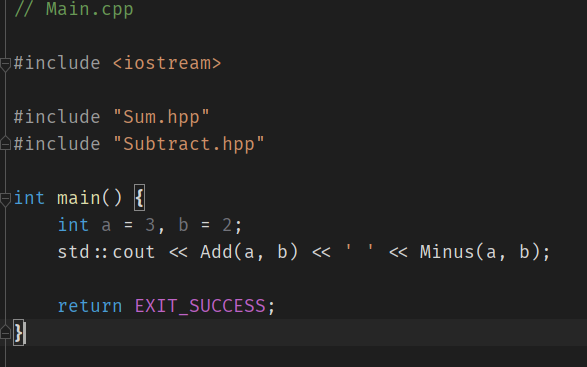 // Main.cpp
#include <iostream>
#include "Sum.hpp"
#include "Subtract.hpp"
int main() {
    int a = 3, b = 2;
    std::cout << Add(a, b) << ' ' << Minus(a, b);
    return EXIT_SUCCESS;
}